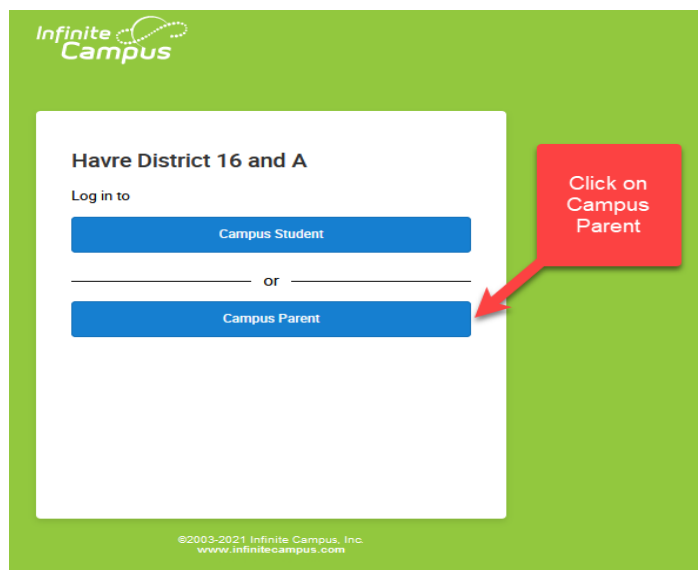 Infinite
Campus
Havre District 16 and A
Log in to
Campus Student
or
Campus Parent
Click on
Campus
Parent
©2003-2021 Infinite Campus, Inc.
www.infinitecampus.com